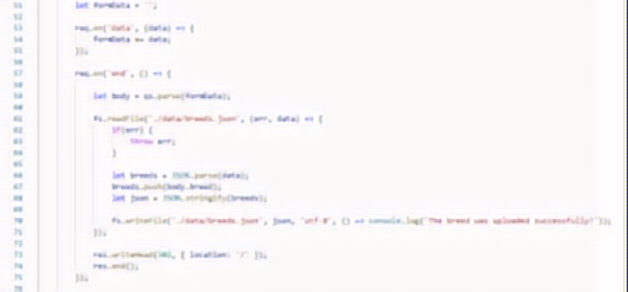 51 let formData = '';
52
53 req.on('data', (data) => {
54 formData += data;
55 });
56
57 req.on('end', () => {
58
59 let body = qs.parse(formData);
60
61 fs.readFile('./data/breeds.json', (err, data) => {
62 if(err) {
63 throw err;
64 }
65
66 let breeds = JSON.parse(data);
67 breeds.push(body.breed);
68 let json = JSON.stringify(breeds);
69
70 fs.writeFile('./data/breeds.json', json, 'utf-8', () => console.log('The breed was uploaded successfully!'));
71 });
72
73 res.writeHead(301, { location: '/' });
74 res.end();
75 });